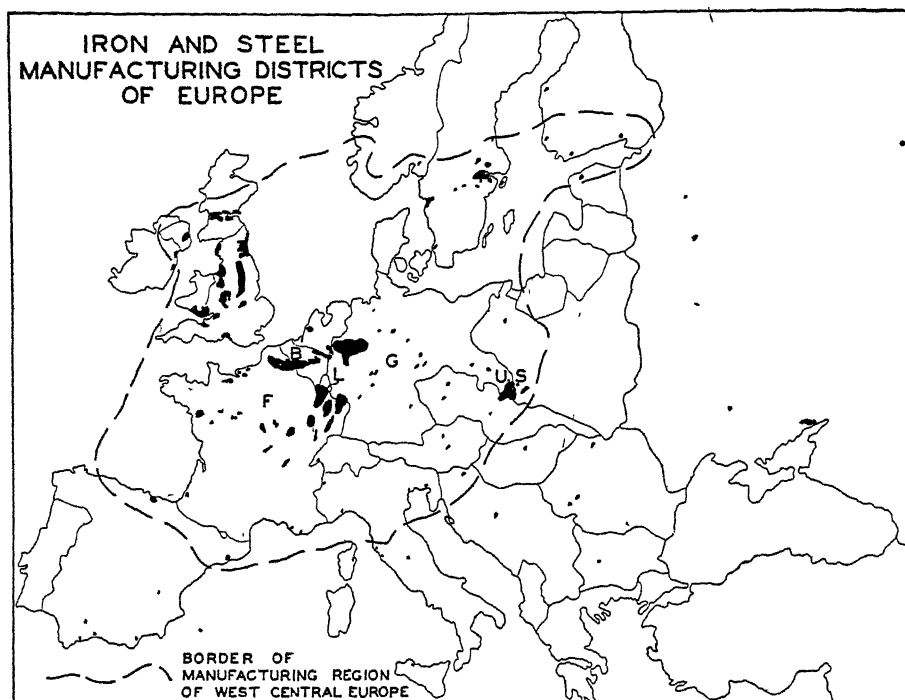 IRON AND STEEL
MANUFACTURING DISTRICTS
OF EUROPE
B
L
G
U S
F
BORDER OF
MANUFACTURING REGION
OF WEST CENTRAL EUROPE